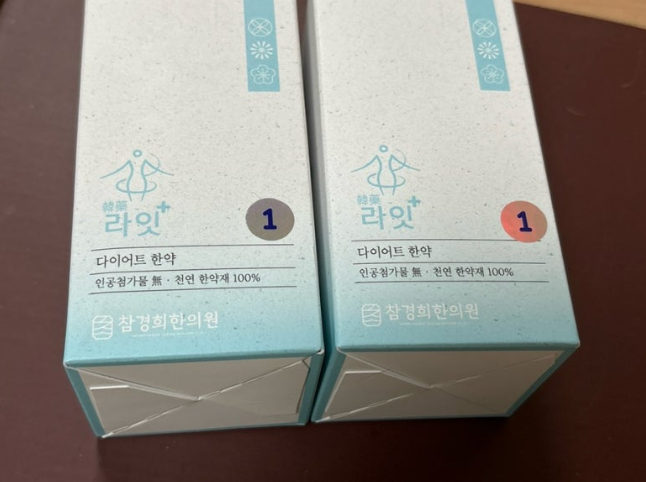 韓藥
라잇+
1
다이어트 한약
인공첨가물 無 · 천연 한약재 100%
참경희한의원
韓藥
라잇+
1
다이어트 한약
인공첨가물 無 · 천연 한약재 100%
참경희한의원